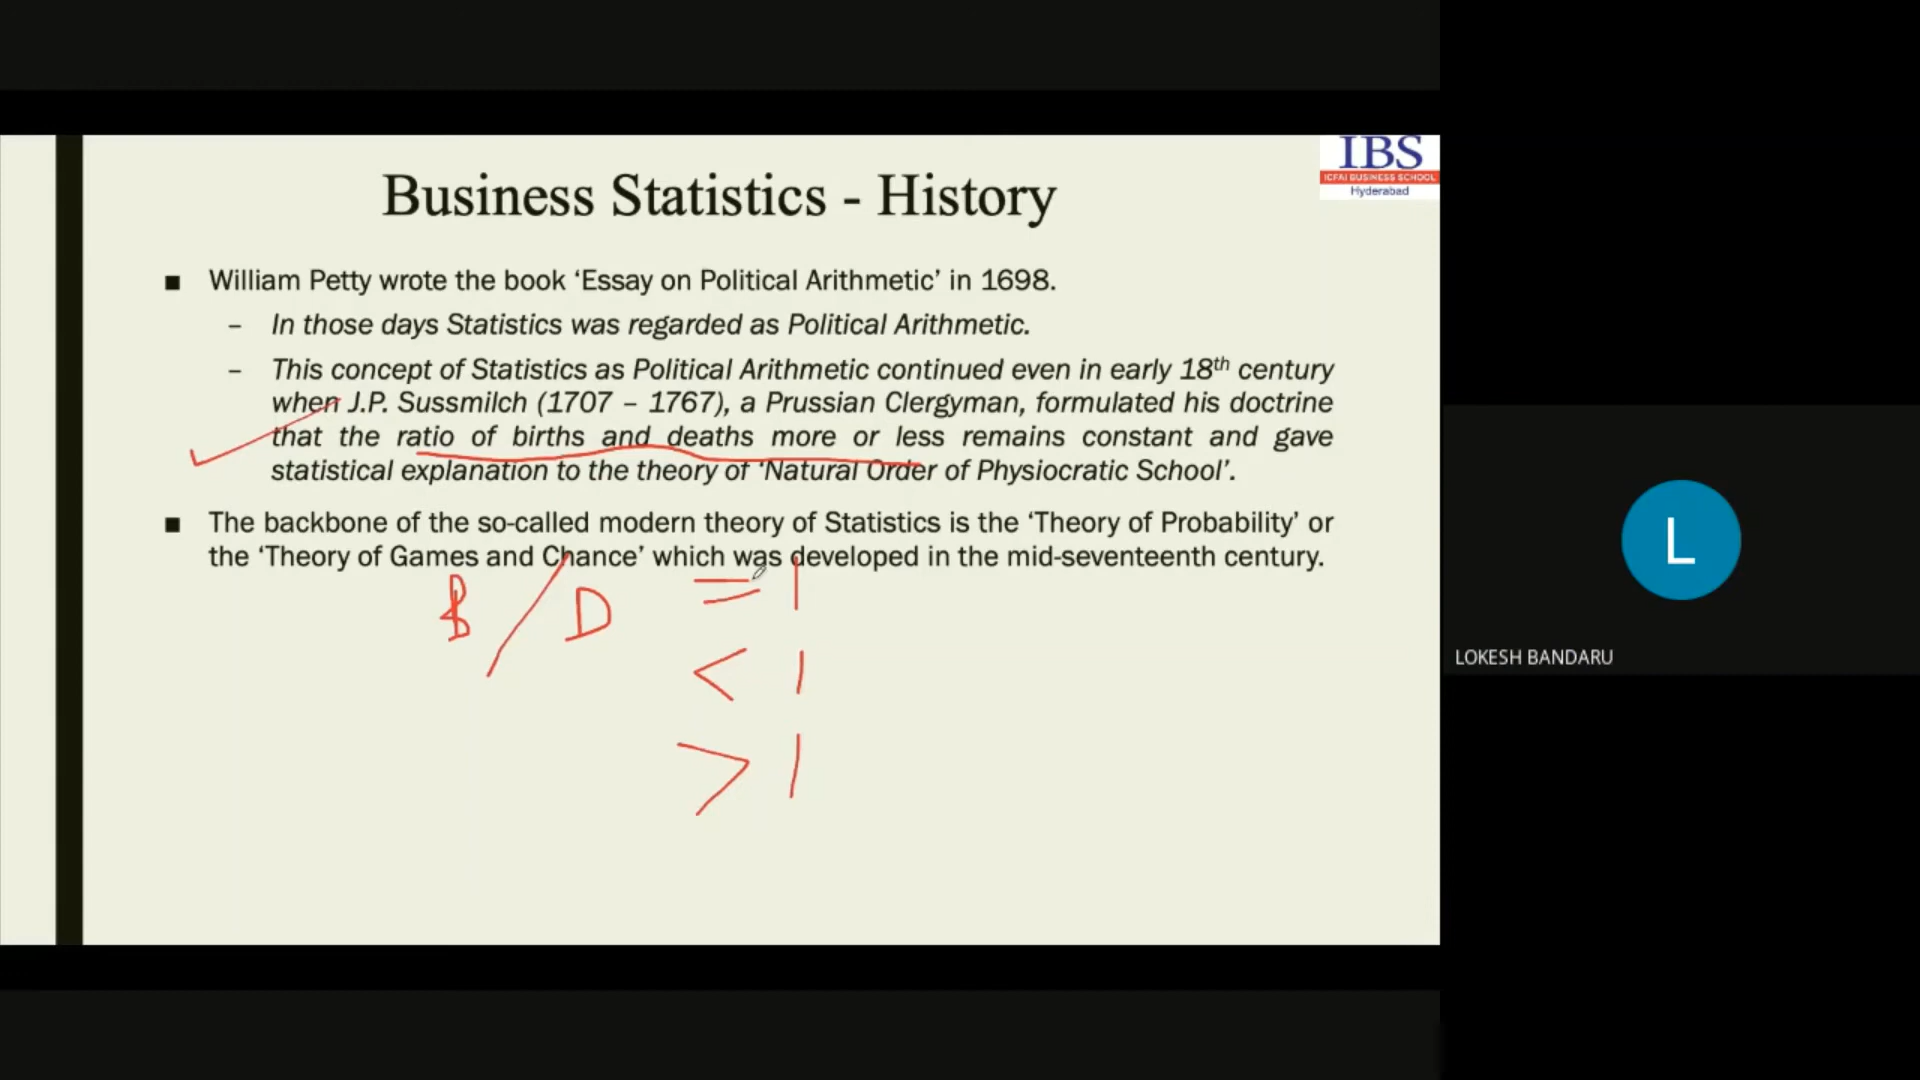 IBS
ICFAI BUSINESS SCHOOL
Hyderabad
Business Statistics - History
■ William Petty wrote the book ‘Essay on Political Arithmetic’ in 1698.
– In those days Statistics was regarded as Political Arithmetic.
– This concept of Statistics as Political Arithmetic continued even in early 18th century
when J.P. Sussmilch (1707 – 1767), a Prussian Clergyman, formulated his doctrine
that the ratio of births and deaths more or less remains constant and gave
statistical explanation to the theory of ‘Natural Order of Physiocratic School’.
■ The backbone of the so-called modern theory of Statistics is the ‘Theory of Probability’ or
the ‘Theory of Games and Chance’ which was developed in the mid-seventeenth century.
B / D = 1
< 1
> 1
L
LOKESH BANDARU